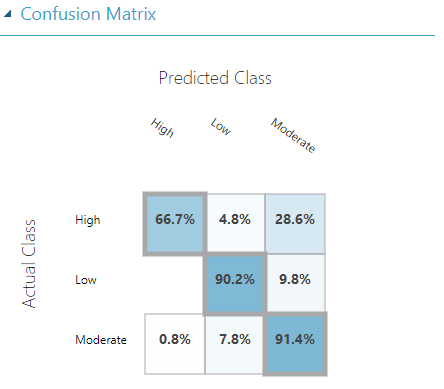 Confusion Matrix
Predicted Class
High Low Moderate
Actual Class
High 66.7% 4.8% 28.6%
Low 90.2% 9.8%
Moderate 0.8% 7.8% 91.4%